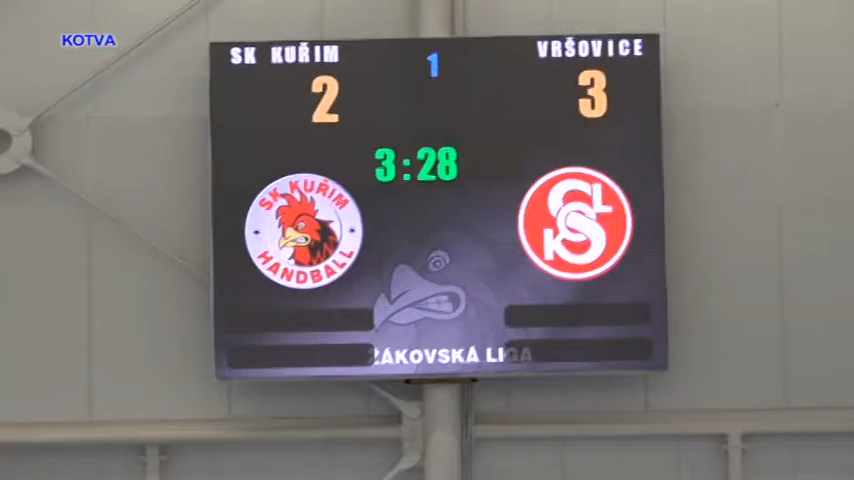 KOTVA
SK KUŘIM 1 VRŠOVICE
2 3
3:28
SK KUŘIM
HANDBALL
SKSL
ŽÁKOVSKÁ LIGA